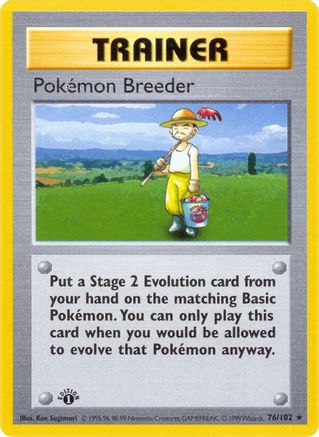 TRAINER
Pokémon Breeder
Put a Stage 2 Evolution card from
your hand on the matching Basic
Pokémon. You can only play this
card when you would be allowed
to evolve that Pokémon anyway.
EDITION
1
Illus. Ken Sugimori
©1995, 96, 98, 99 Nintendo, Creatures, GAMEFREAK. ©1999 Wizards.
76/102 ★